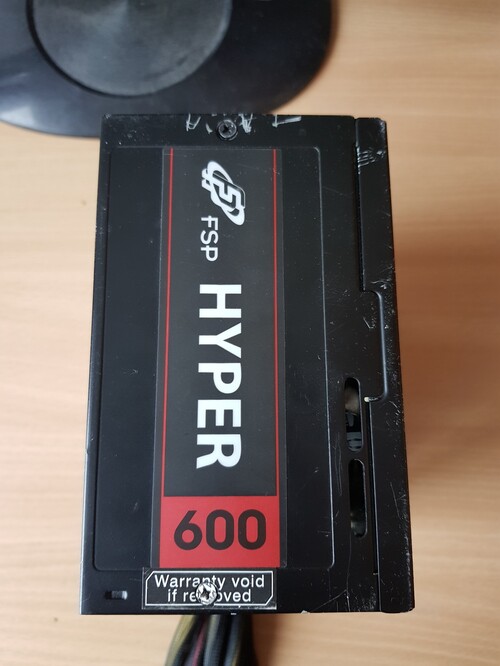 FSP
HYPER
600
Warranty void
if removed